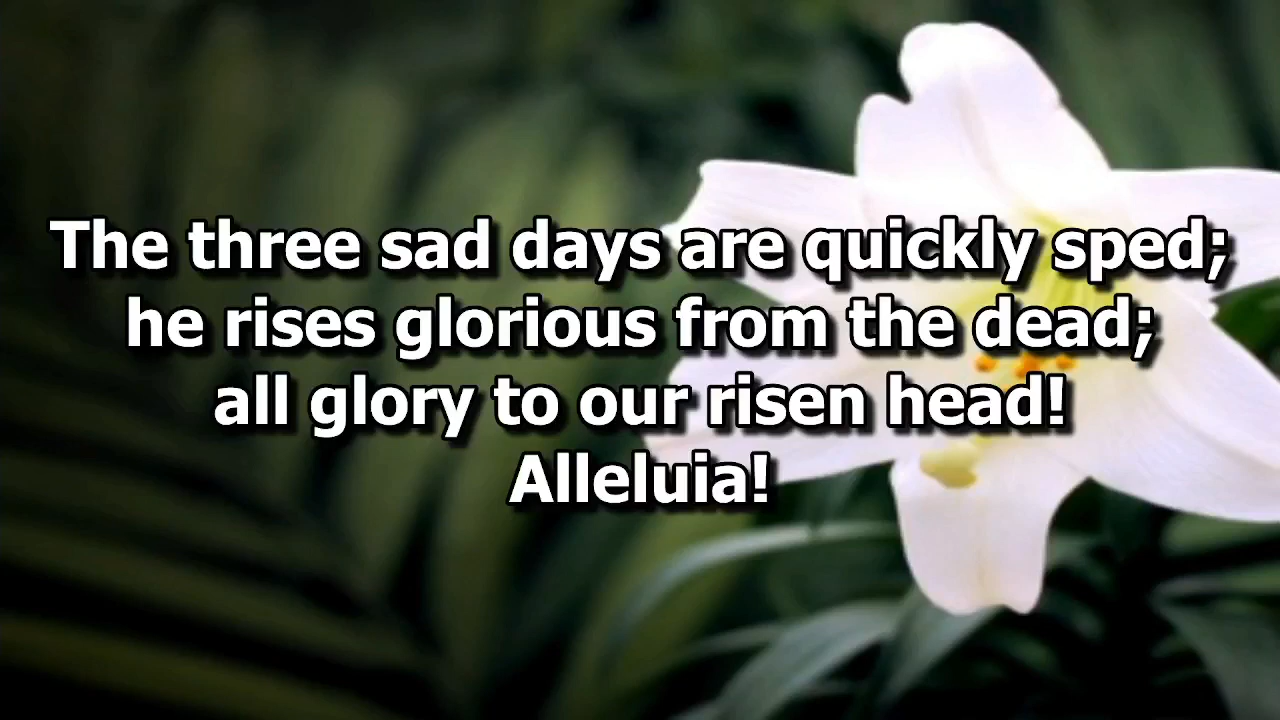 The three sad days are quickly sped;
he rises glorious from the dead;
all glory to our risen head!
Alleluia!